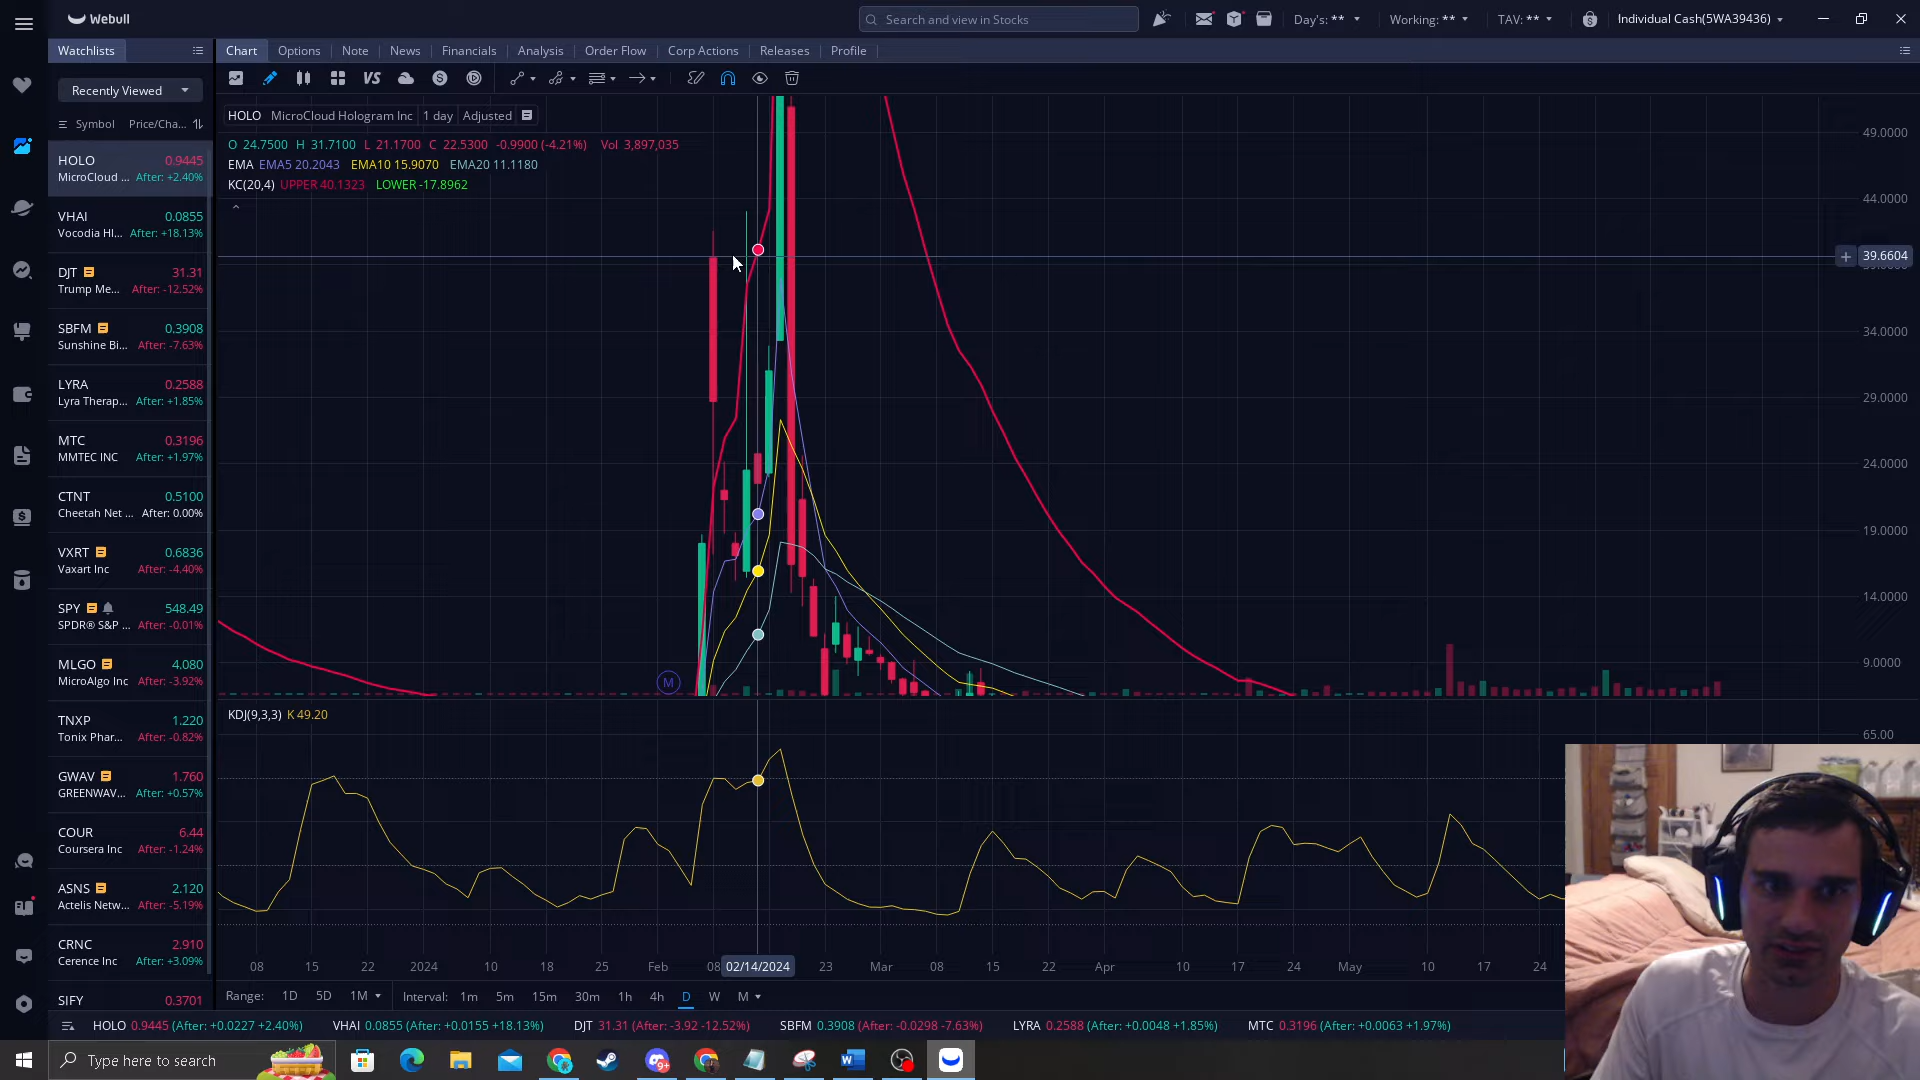 Webull
Search and view in Stocks
Day's: **
Working: **
TAV: **
Individual Cash(5WA39436)
Watchlists
Chart
Options
Note
News
Financials
Analysis
Order Flow
Corp Actions
Releases
Profile
VS
S
Recently Viewed
Symbol Price/Cha...
HOLO 0.9445
MicroCloud ... After: +2.40%
VHAI 0.0855
Vocodia Hl... After: +18.13%
DJT 31.31
Trump Me... After: -12.52%
SBFM 0.3908
Sunshine Bi... After: -7.63%
LYRA 0.2588
Lyra Therap... After: +1.85%
MTC 0.3196
MMTEC INC After: +1.97%
CTNT 0.5100
Cheetah Net ... After: 0.00%
VXRT 0.6836
Vaxart Inc After: -4.40%
SPY 548.49
SPDR® S&P ... After: -0.01%
MLGO 4.080
MicroAlgo Inc After: -3.92%
TNXP 1.220
Tonix Phar... After: -0.82%
GWAV 1.760
GREENWAV... After: +0.57%
COUR 6.44
Coursera Inc After: -1.24%
ASNS 2.120
Actelis Netw... After: -5.19%
CRNC 2.910
Cerence Inc After: +3.09%
SIFY 0.3701
HOLO MicroCloud Hologram Inc 1 day Adjusted
O 24.7500 H 31.7100 L 21.1700 C 22.5300 -0.9900 (-4.21%) Vol 3,897,035
EMA EMA5 20.2043 EMA10 15.9070 EMA20 11.1180
KC(20,4) UPPER 40.1323 LOWER -17.8962
49.0000
44.0000
39.6604
34.0000
29.0000
24.0000
19.0000
14.0000
9.0000
M
KDJ(9,3,3) K 49.20
65.00
08 15 22 2024 10 18 25 Feb 08 02/14/2024 23 Mar 08 15 22 Apr 10 17 24 May 10 17 24
Range: 1D 5D 1M Interval: 1m 5m 15m 30m 1h 4h D W M
HOLO 0.9445 (After: +0.0227 +2.40%) VHAI 0.0855 (After: +0.0155 +18.13%) DJT 31.31 (After: -3.92 -12.52%) SBFM 0.3908 (After: -0.0298 -7.63%) LYRA 0.2588 (After: +0.0048 +1.85%) MTC 0.3196 (After: +0.0063 +1.97%)
Type here to search
9+